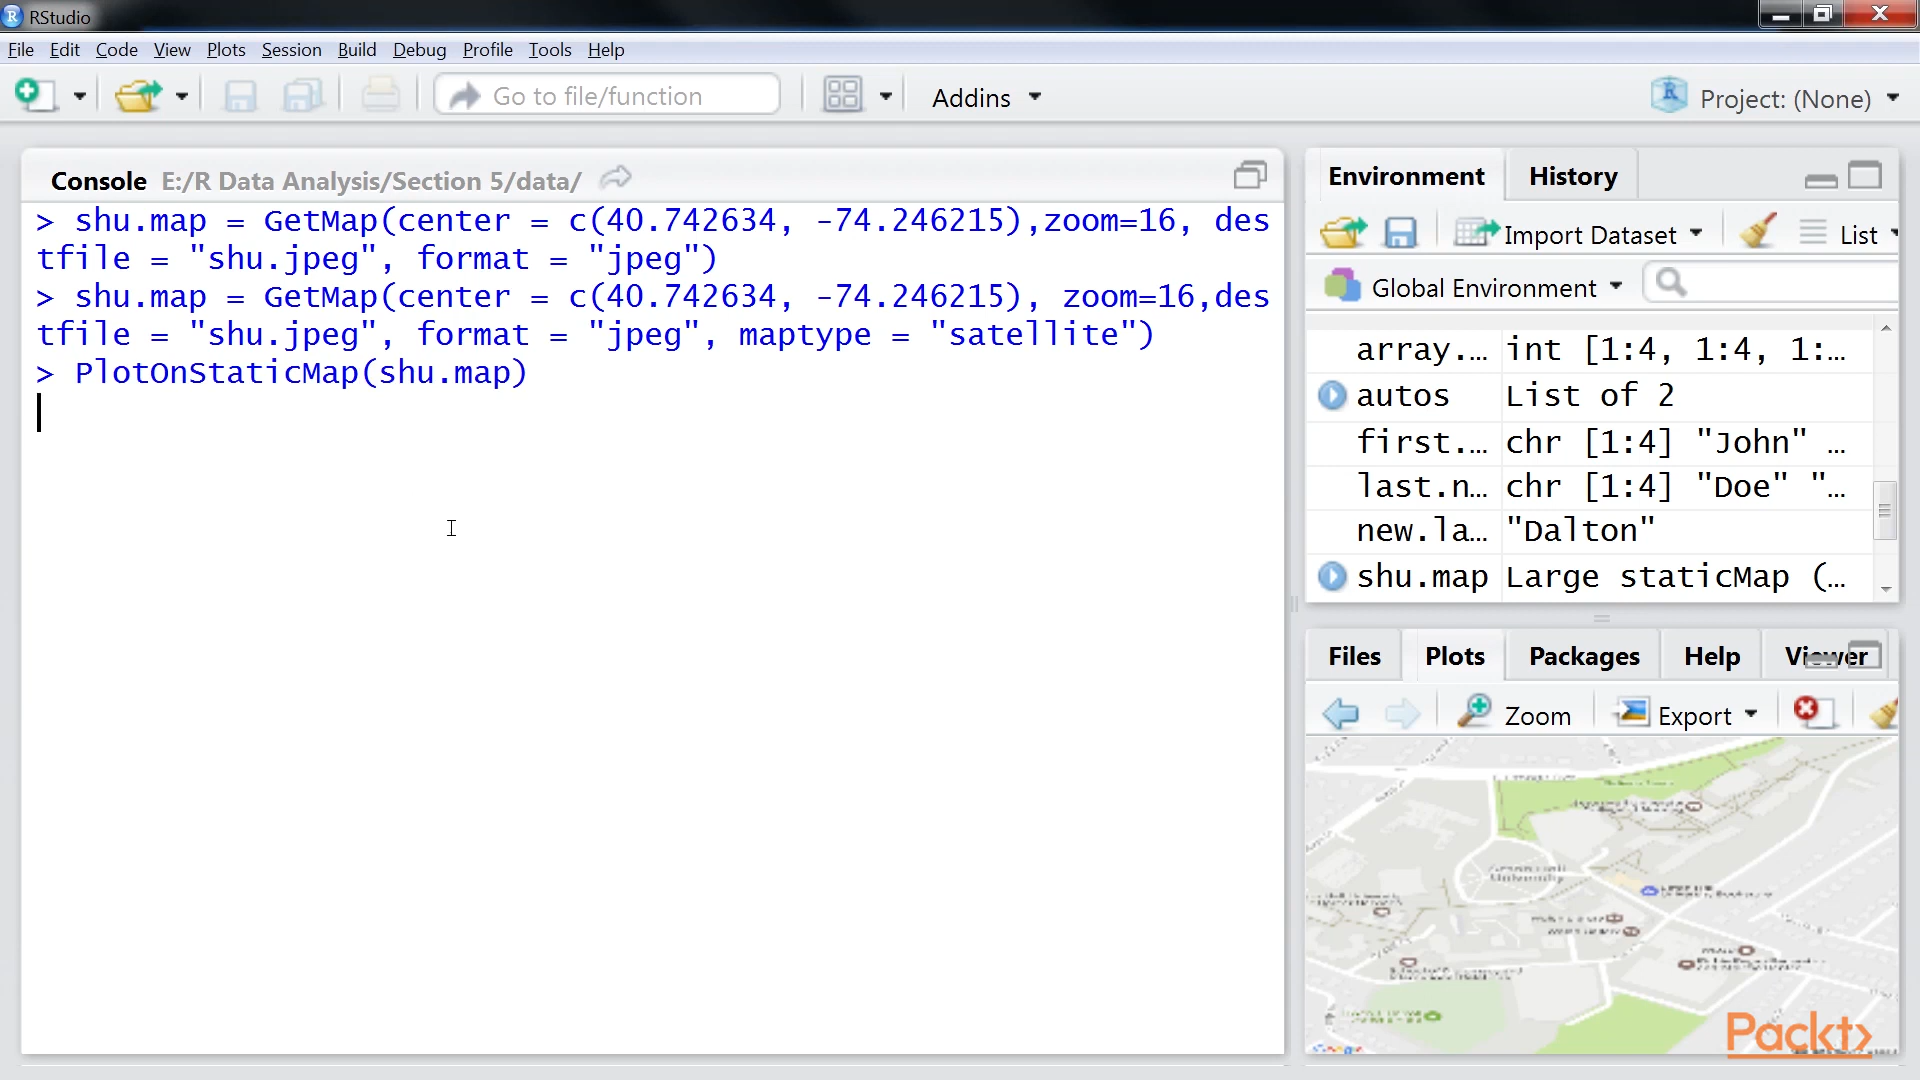 RStudio
File Edit Code View Plots Session Build Debug Profile Tools Help
Go to file/function Addins Project: (None)
Console E:/R Data Analysis/Section 5/data/
> shu.map = GetMap(center = c(40.742634, -74.246215),zoom=16, des
tfile = "shu.jpeg", format = "jpeg")
> shu.map = GetMap(center = c(40.742634, -74.246215), zoom=16,des
tfile = "shu.jpeg", format = "jpeg", maptype = "satellite")
> PlotOnStaticMap(shu.map)
Environment History
Import Dataset List
Global Environment
array.… int [1:4, 1:4, 1:…
autos List of 2
first.… chr [1:4] "John" …
last.n… chr [1:4] "Doe" "…
new.la… "Dalton"
shu.map Large staticMap (…
Files Plots Packages Help Viewer
Zoom Export
University
Google
Packt>